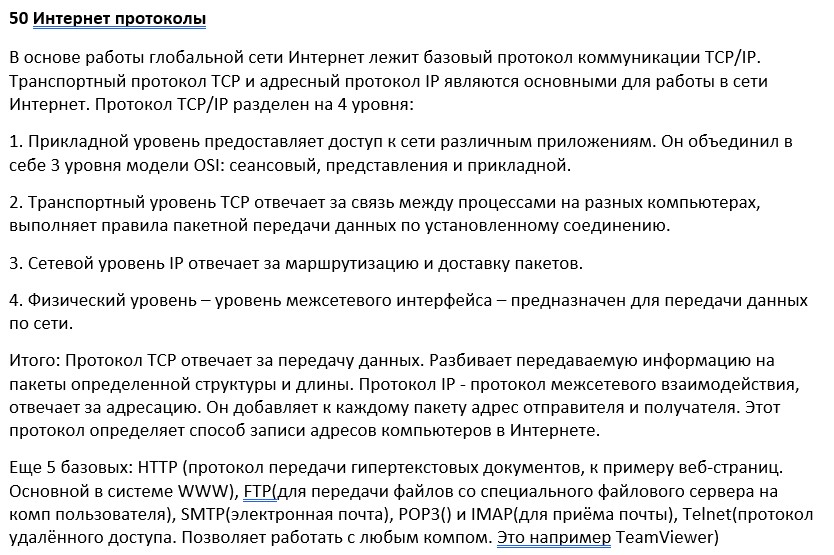 50 Интернет протоколы
В основе работы глобальной сети Интернет лежит базовый протокол коммуникации TCP/IP.
Транспортный протокол TCP и адресный протокол IP являются основными для работы в сети
Интернет. Протокол TCP/IP разделен на 4 уровня:
1. Прикладной уровень предоставляет доступ к сети различным приложениям. Он объединил в
себе 3 уровня модели OSI: сеансовый, представления и прикладной.
2. Транспортный уровень TCP отвечает за связь между процессами на разных компьютерах,
выполняет правила пакетной передачи данных по установленному соединению.
3. Сетевой уровень IP отвечает за маршрутизацию и доставку пакетов.
4. Физический уровень – уровень межсетевого интерфейса – предназначен для передачи данных
по сети.
Итого: Протокол TCP отвечает за передачу данных. Разбивает передаваемую информацию на
пакеты определенной структуры и длины. Протокол IP - протокол межсетевого взаимодействия,
отвечает за адресацию. Он добавляет к каждому пакету адрес отправителя и получателя. Этот
протокол определяет способ записи адресов компьютеров в Интернете.
Еще 5 базовых: HTTP (протокол передачи гипертекстовых документов, к примеру веб-страниц.
Основной в системе WWW), FTP(для передачи файлов со специального файлового сервера на
комп пользователя), SMTP(электронная почта), POP3() и IMAP(для приёма почты), Telnet(протокол
удалённого доступа. Позволяет работать с любым компом. Это например TeamViewer)